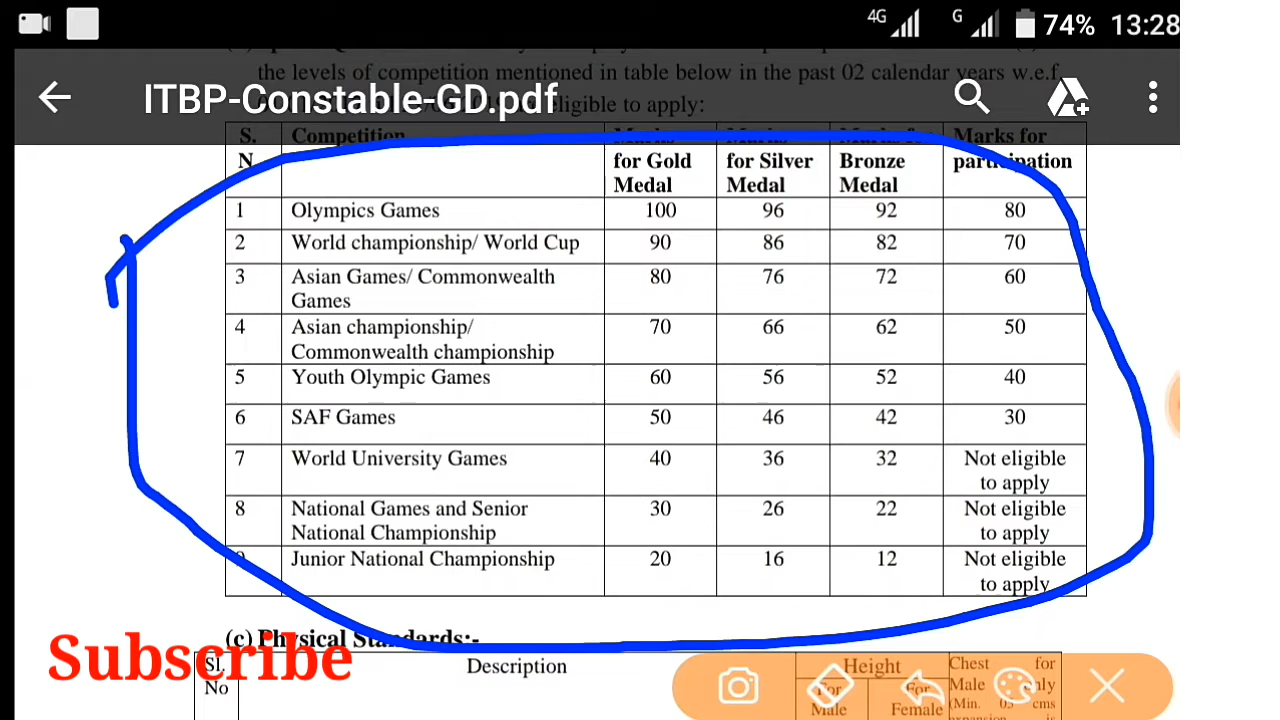 4G G 74% 13:28
the levels of competition mentioned in table below in the past 02 calendar years w.e.f.
ITBP-Constable-GD.pdf
eligible to apply:
S. Competition Marks Marks Marks for Marks for
N for Gold for Silver Bronze participation
Medal Medal Medal
1 Olympics Games 100 96 92 80
2 World championship/ World Cup 90 86 82 70
3 Asian Games/ Commonwealth 80 76 72 60
Games
4 Asian championship/ 70 66 62 50
Commonwealth championship
5 Youth Olympic Games 60 56 52 40
6 SAF Games 50 46 42 30
7 World University Games 40 36 32 Not eligible
to apply
8 National Games and Senior 30 26 22 Not eligible
National Championship to apply
9 Junior National Championship 20 16 12 Not eligible
to apply
(c) Physical Standards:-
Subscribe
Sl. Description Height Chest for
No For For Male only
Male Female (Min. 05 cms
expansion is